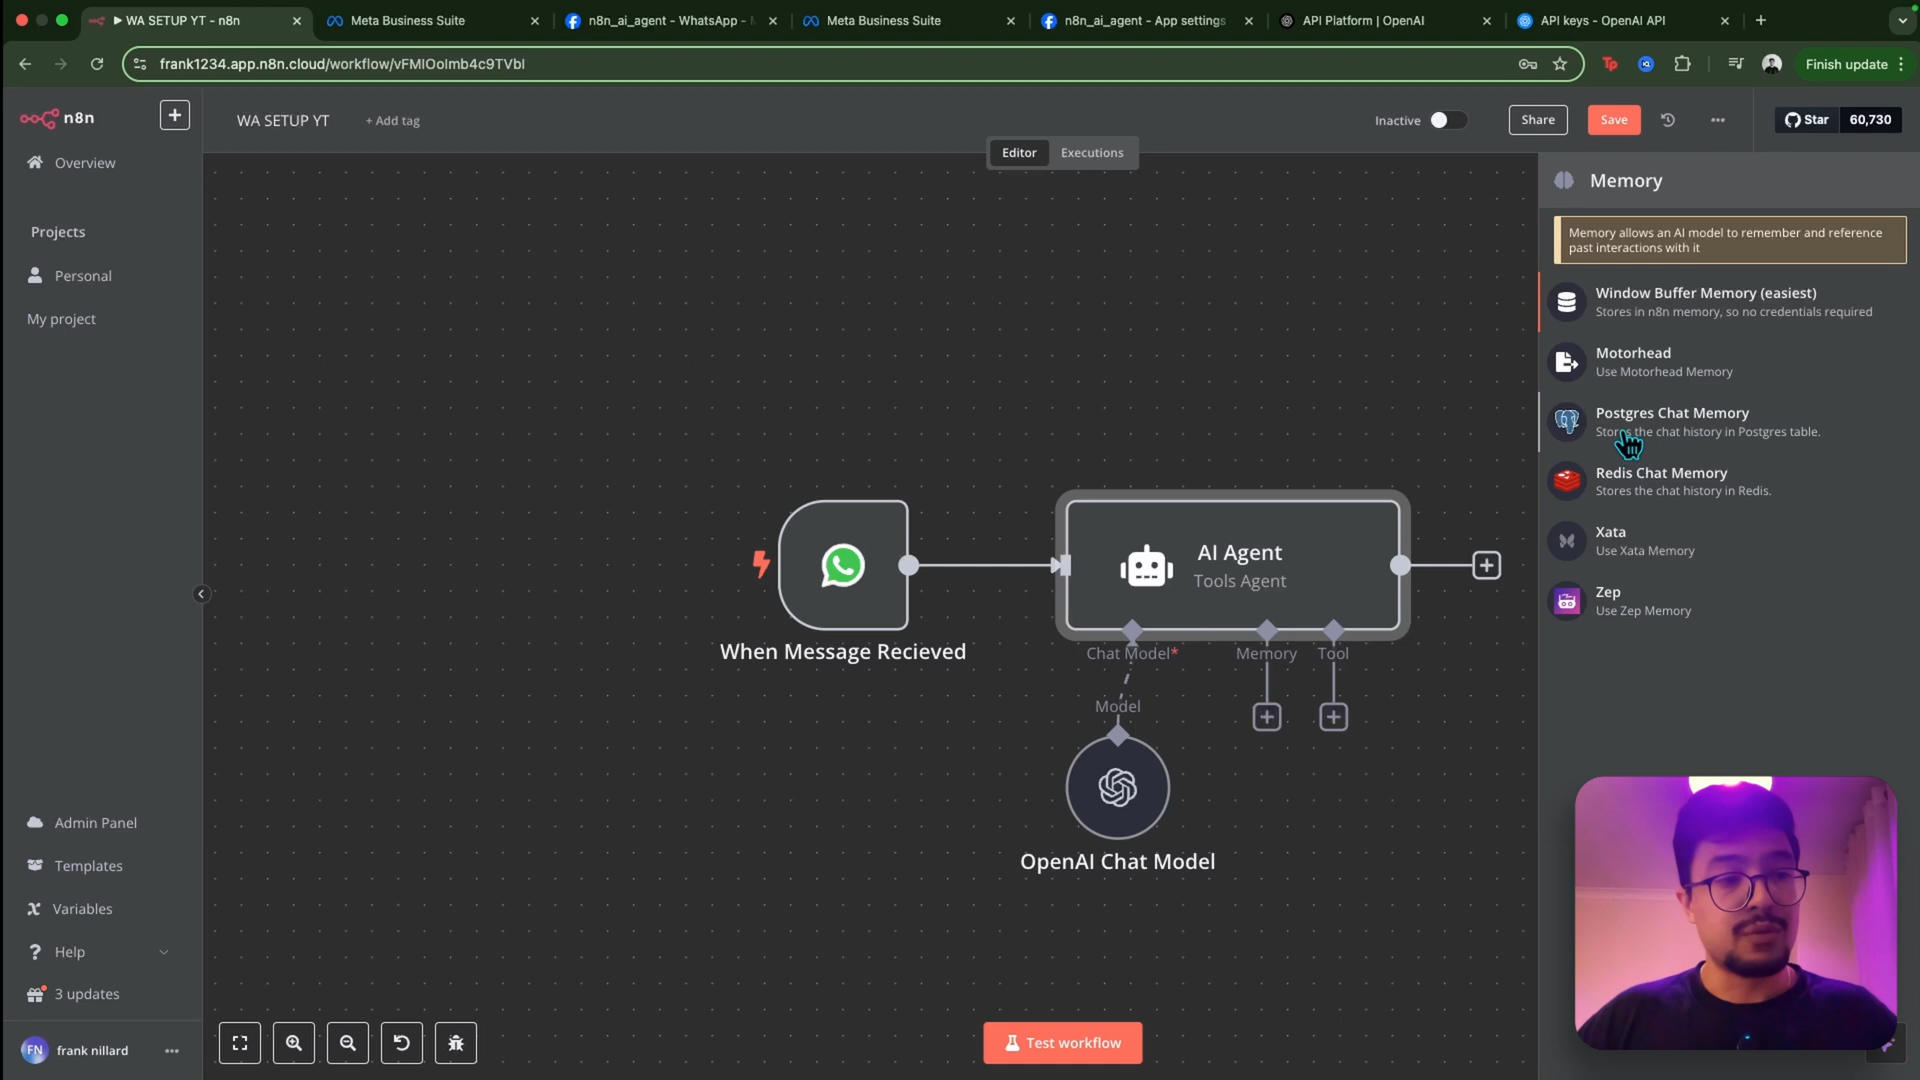 WA SETUP YT - n8n
Meta Business Suite
n8n_ai_agent - WhatsApp -
Meta Business Suite
n8n_ai_agent - App settings
API Platform | OpenAI
API keys - OpenAI API
frank1234.app.n8n.cloud/workflow/vFMIOolmb4c9TVbl
Tp
Finish update
n8n
WA SETUP YT
+ Add tag
Inactive
Share
Save
Star
60,730
Editor
Executions
Overview
Projects
Personal
My project
Memory
Memory allows an AI model to remember and reference
past interactions with it
Window Buffer Memory (easiest)
Stores in n8n memory, so no credentials required
Motorhead
Use Motorhead Memory
Postgres Chat Memory
Stores the chat history in Postgres table.
Redis Chat Memory
Stores the chat history in Redis.
Xata
Use Xata Memory
Zep
Use Zep Memory
AI Agent
Tools Agent
When Message Recieved
Chat Model*
Memory
Tool
Model
OpenAI Chat Model
Admin Panel
Templates
Variables
Help
3 updates
FN
frank nillard
Test workflow